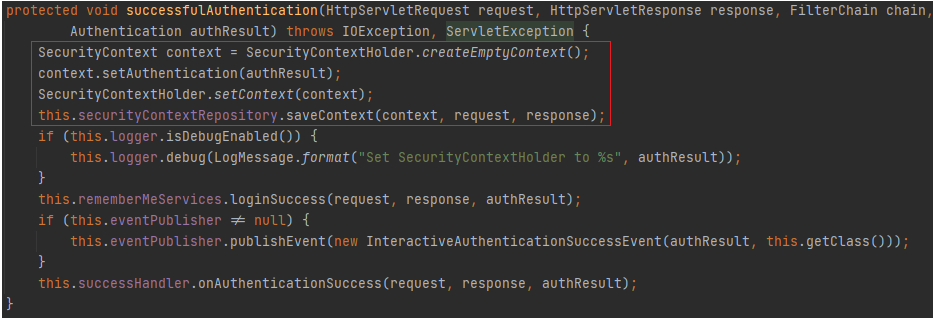 protected void successfulAuthentication(HttpServletRequest request, HttpServletResponse response, FilterChain chain,
        Authentication authResult) throws IOException, ServletException {
    SecurityContext context = SecurityContextHolder.createEmptyContext();
    context.setAuthentication(authResult);
    SecurityContextHolder.setContext(context);
    this.securityContextRepository.saveContext(context, request, response);
    if (this.logger.isDebugEnabled()) {
        this.logger.debug(LogMessage.format("Set SecurityContextHolder to %s", authResult));
    }
    this.rememberMeServices.loginSuccess(request, response, authResult);
    if (this.eventPublisher ≠ null) {
        this.eventPublisher.publishEvent(new InteractiveAuthenticationSuccessEvent(authResult, this.getClass()));
    }
    this.successHandler.onAuthenticationSuccess(request, response, authResult);
}